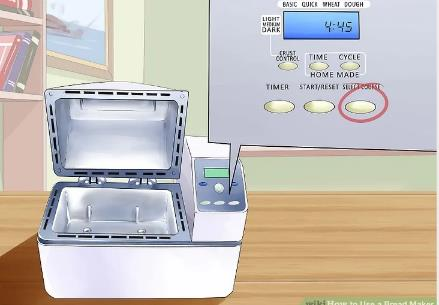 BASIC QUICK WHEAT DOUGH
LIGHT
MEDIUM
DARK
4:45
CRUST
CONTROL
TIME CYCLE
HOME MADE
TIMER START/RESET SELECT COURSE
wiki How to Use a Bread Maker